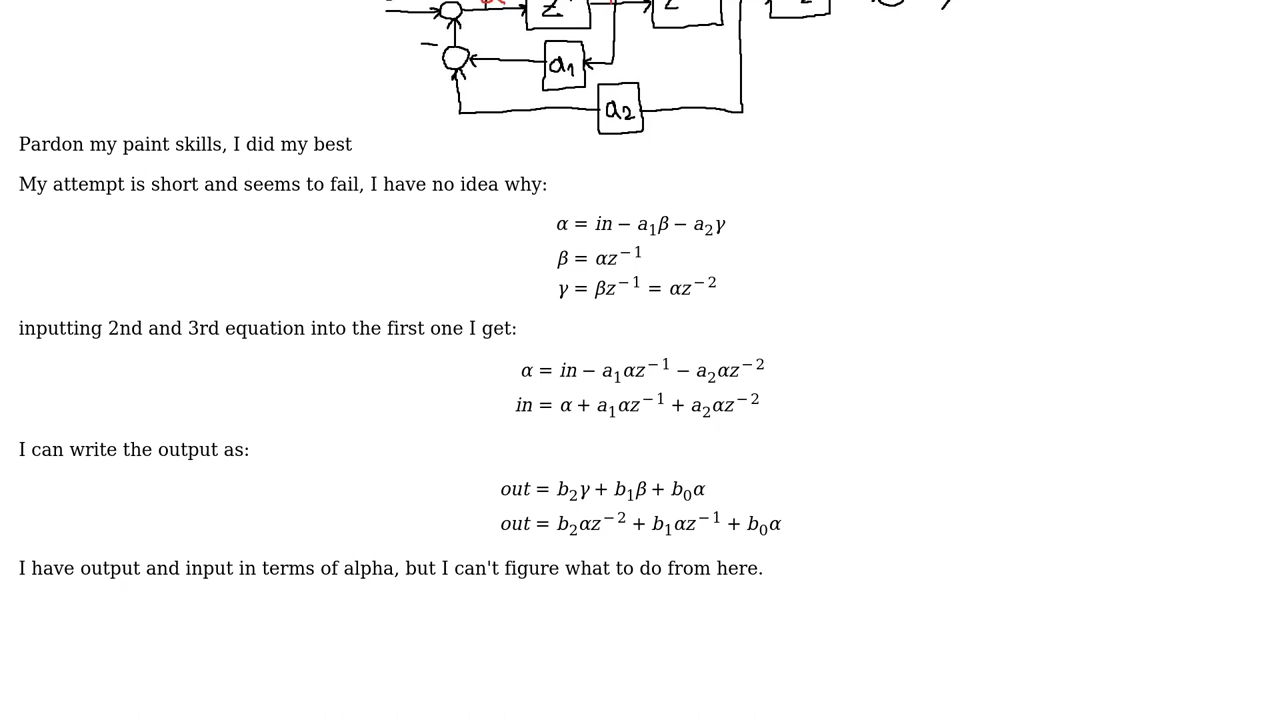 z
a₁
a₂
Pardon my paint skills, I did my best
My attempt is short and seems to fail, I have no idea why:
α = in − a₁β − a₂γ
β = αz⁻¹
γ = βz⁻¹ = αz⁻²
inputting 2nd and 3rd equation into the first one I get:
α = in − a₁αz⁻¹ − a₂αz⁻²
in = α + a₁αz⁻¹ + a₂αz⁻²
I can write the output as:
out = b₂γ + b₁β + b₀α
out = b₂αz⁻² + b₁αz⁻¹ + b₀α
I have output and input in terms of alpha, but I can't figure what to do from here.